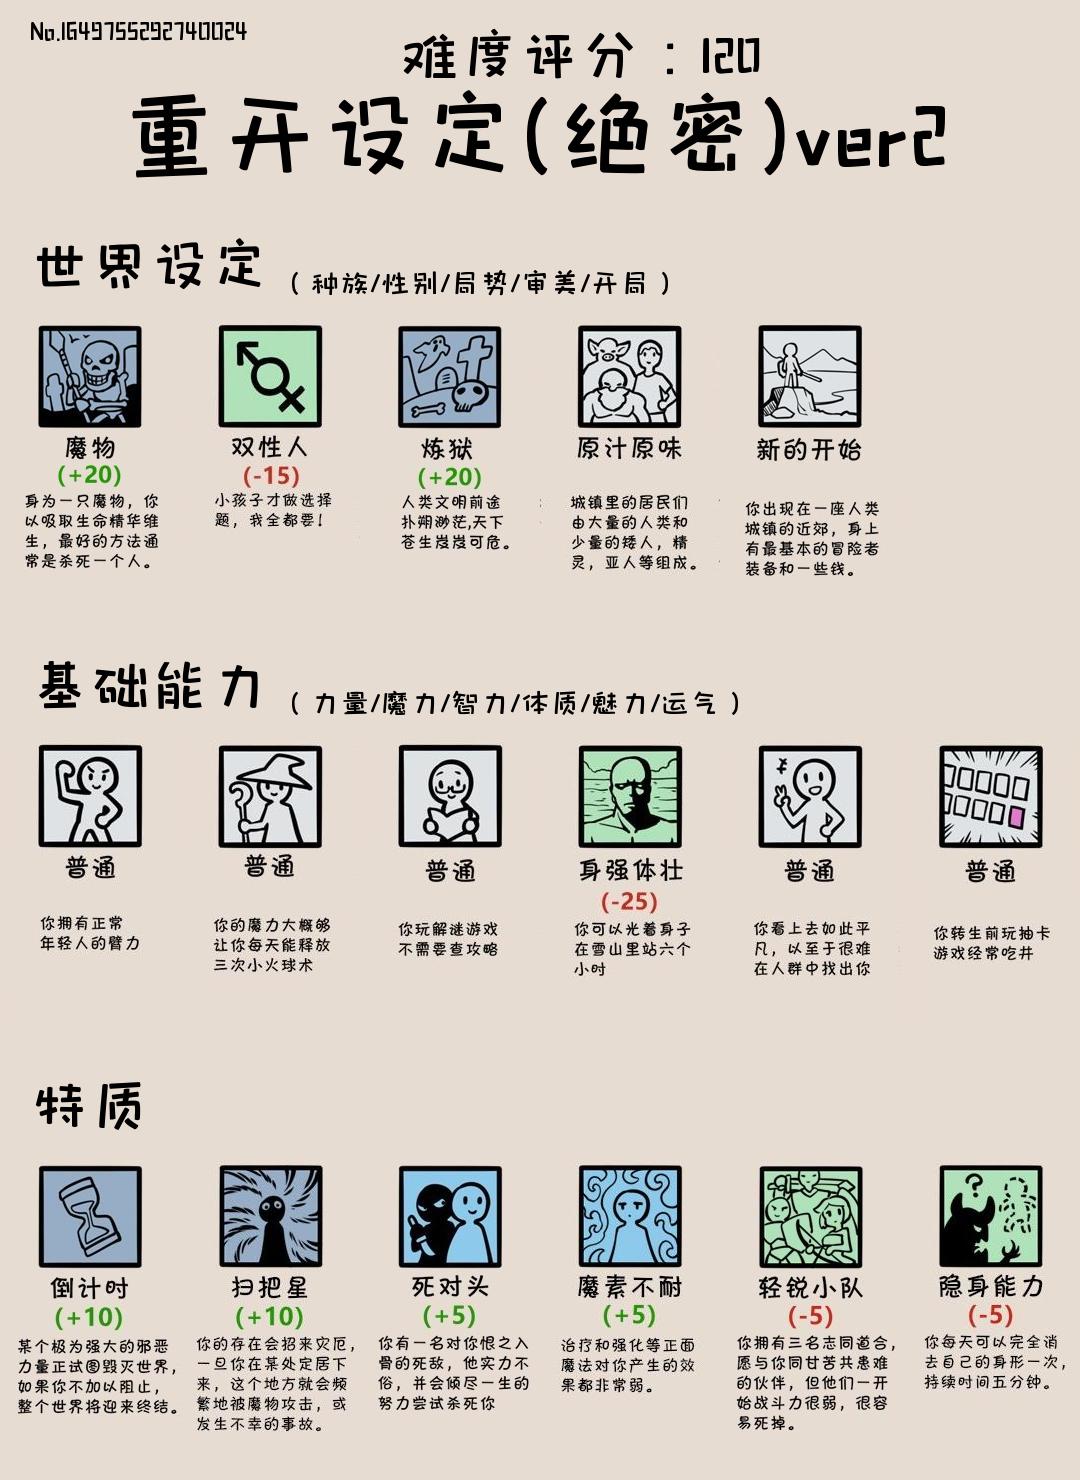 No.1649755292740024
难度评分：120
重开设定(绝密)ver2
世界设定
（种族/性别/局势/审美/开局）
魔物
(+20)
身为一只魔物，你
以吸取生命精华维
生，最好的方法通
常是杀死一个人。
双性人
(-15)
小孩子才做选择
题，我全都要！
炼狱
(+20)
人类文明前途
扑朔渺茫,天下
苍生岌岌可危。
原汁原味
城镇里的居民们
由大量的人类和
少量的矮人，精
灵，亚人等组成。
新的开始
你出现在一座人类
城镇的近郊，身上
有最基本的冒险者
装备和一些钱。
基础能力
（力量/魔力/智力/体质/魅力/运气）
普通
你拥有正常
年轻人的臂力
普通
你的魔力大概够
让你每天能释放
三次小火球术
普通
你玩解谜游戏
不需要查攻略
身强体壮
(-25)
你可以光着身子
在雪山里站六个
小时
普通
你看上去如此平
凡，以至于很难
在人群中找出你
普通
你转生前玩抽卡
游戏经常吃井
特质
倒计时
(+10)
某个极为强大的邪恶
力量正试图毁灭世界，
如果你不加以阻止，
整个世界将迎来终结。
扫把星
(+10)
你的存在会招来灾厄，
一旦你在某处定居下
来，这个地方就会频
繁地被魔物攻击，或
发生不幸的事故。
死对头
(+5)
你有一名对你恨之入
骨的死敌，他实力不
俗，并会倾尽一生的
努力尝试杀死你
魔素不耐
(+5)
治疗和强化等正面
魔法对你产生的效
果都非常弱。
轻锐小队
(-5)
你拥有三名志同道合，
愿与你同甘苦共患难
的伙伴，但他们一开
始战斗力很弱，很容
易死掉。
隐身能力
(-5)
你每天可以完全消
去自己的身形一次，
持续时间五分钟。